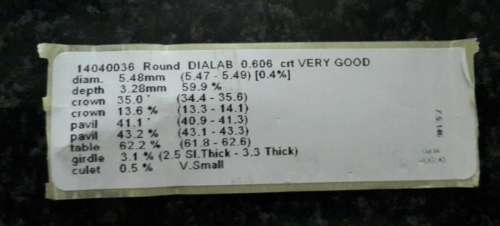 14040036 Round DIALAB 0.606 crt VERY GOOD
diam. 5.48mm (5.47 - 5.49) [0.4%]
depth 3.28mm 59.9 %
crown 35.0 ° (34.4 - 35.6)
crown 13.6 % (13.3 - 14.1)
pavil 41.1 ° (40.9 - 41.3)
pavil 43.2 % (43.1 - 43.3)
table 62.2 % (61.8 - 62.6)
girdle 3.1 % (2.5 Sl.Thick - 3.3 Thick)
culet 0.5 % V.Small